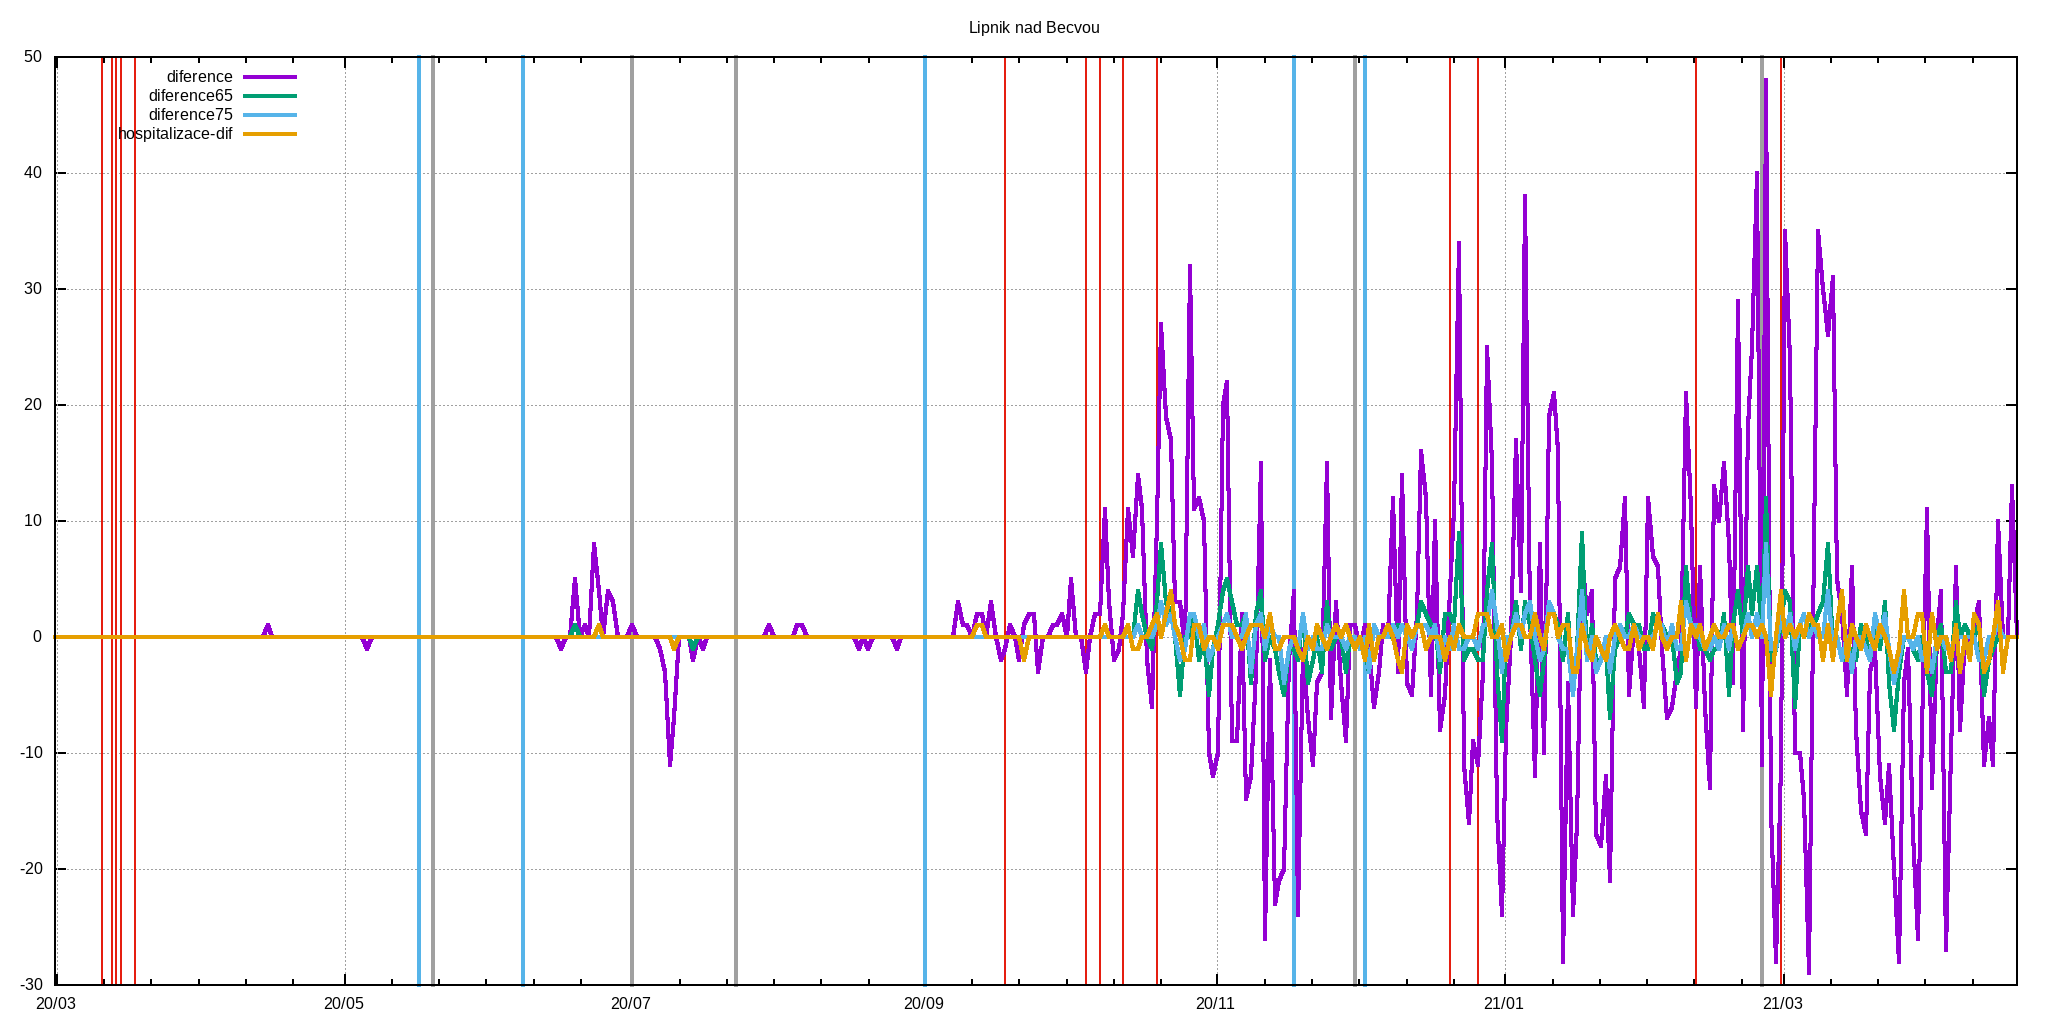 Lipnik nad Becvou
50
diference
diference65
diference75
hospitalizace-dif
40
30
20
10
0
-10
-20
-30
20/03 20/05 20/07 20/09 20/11 21/01 21/03